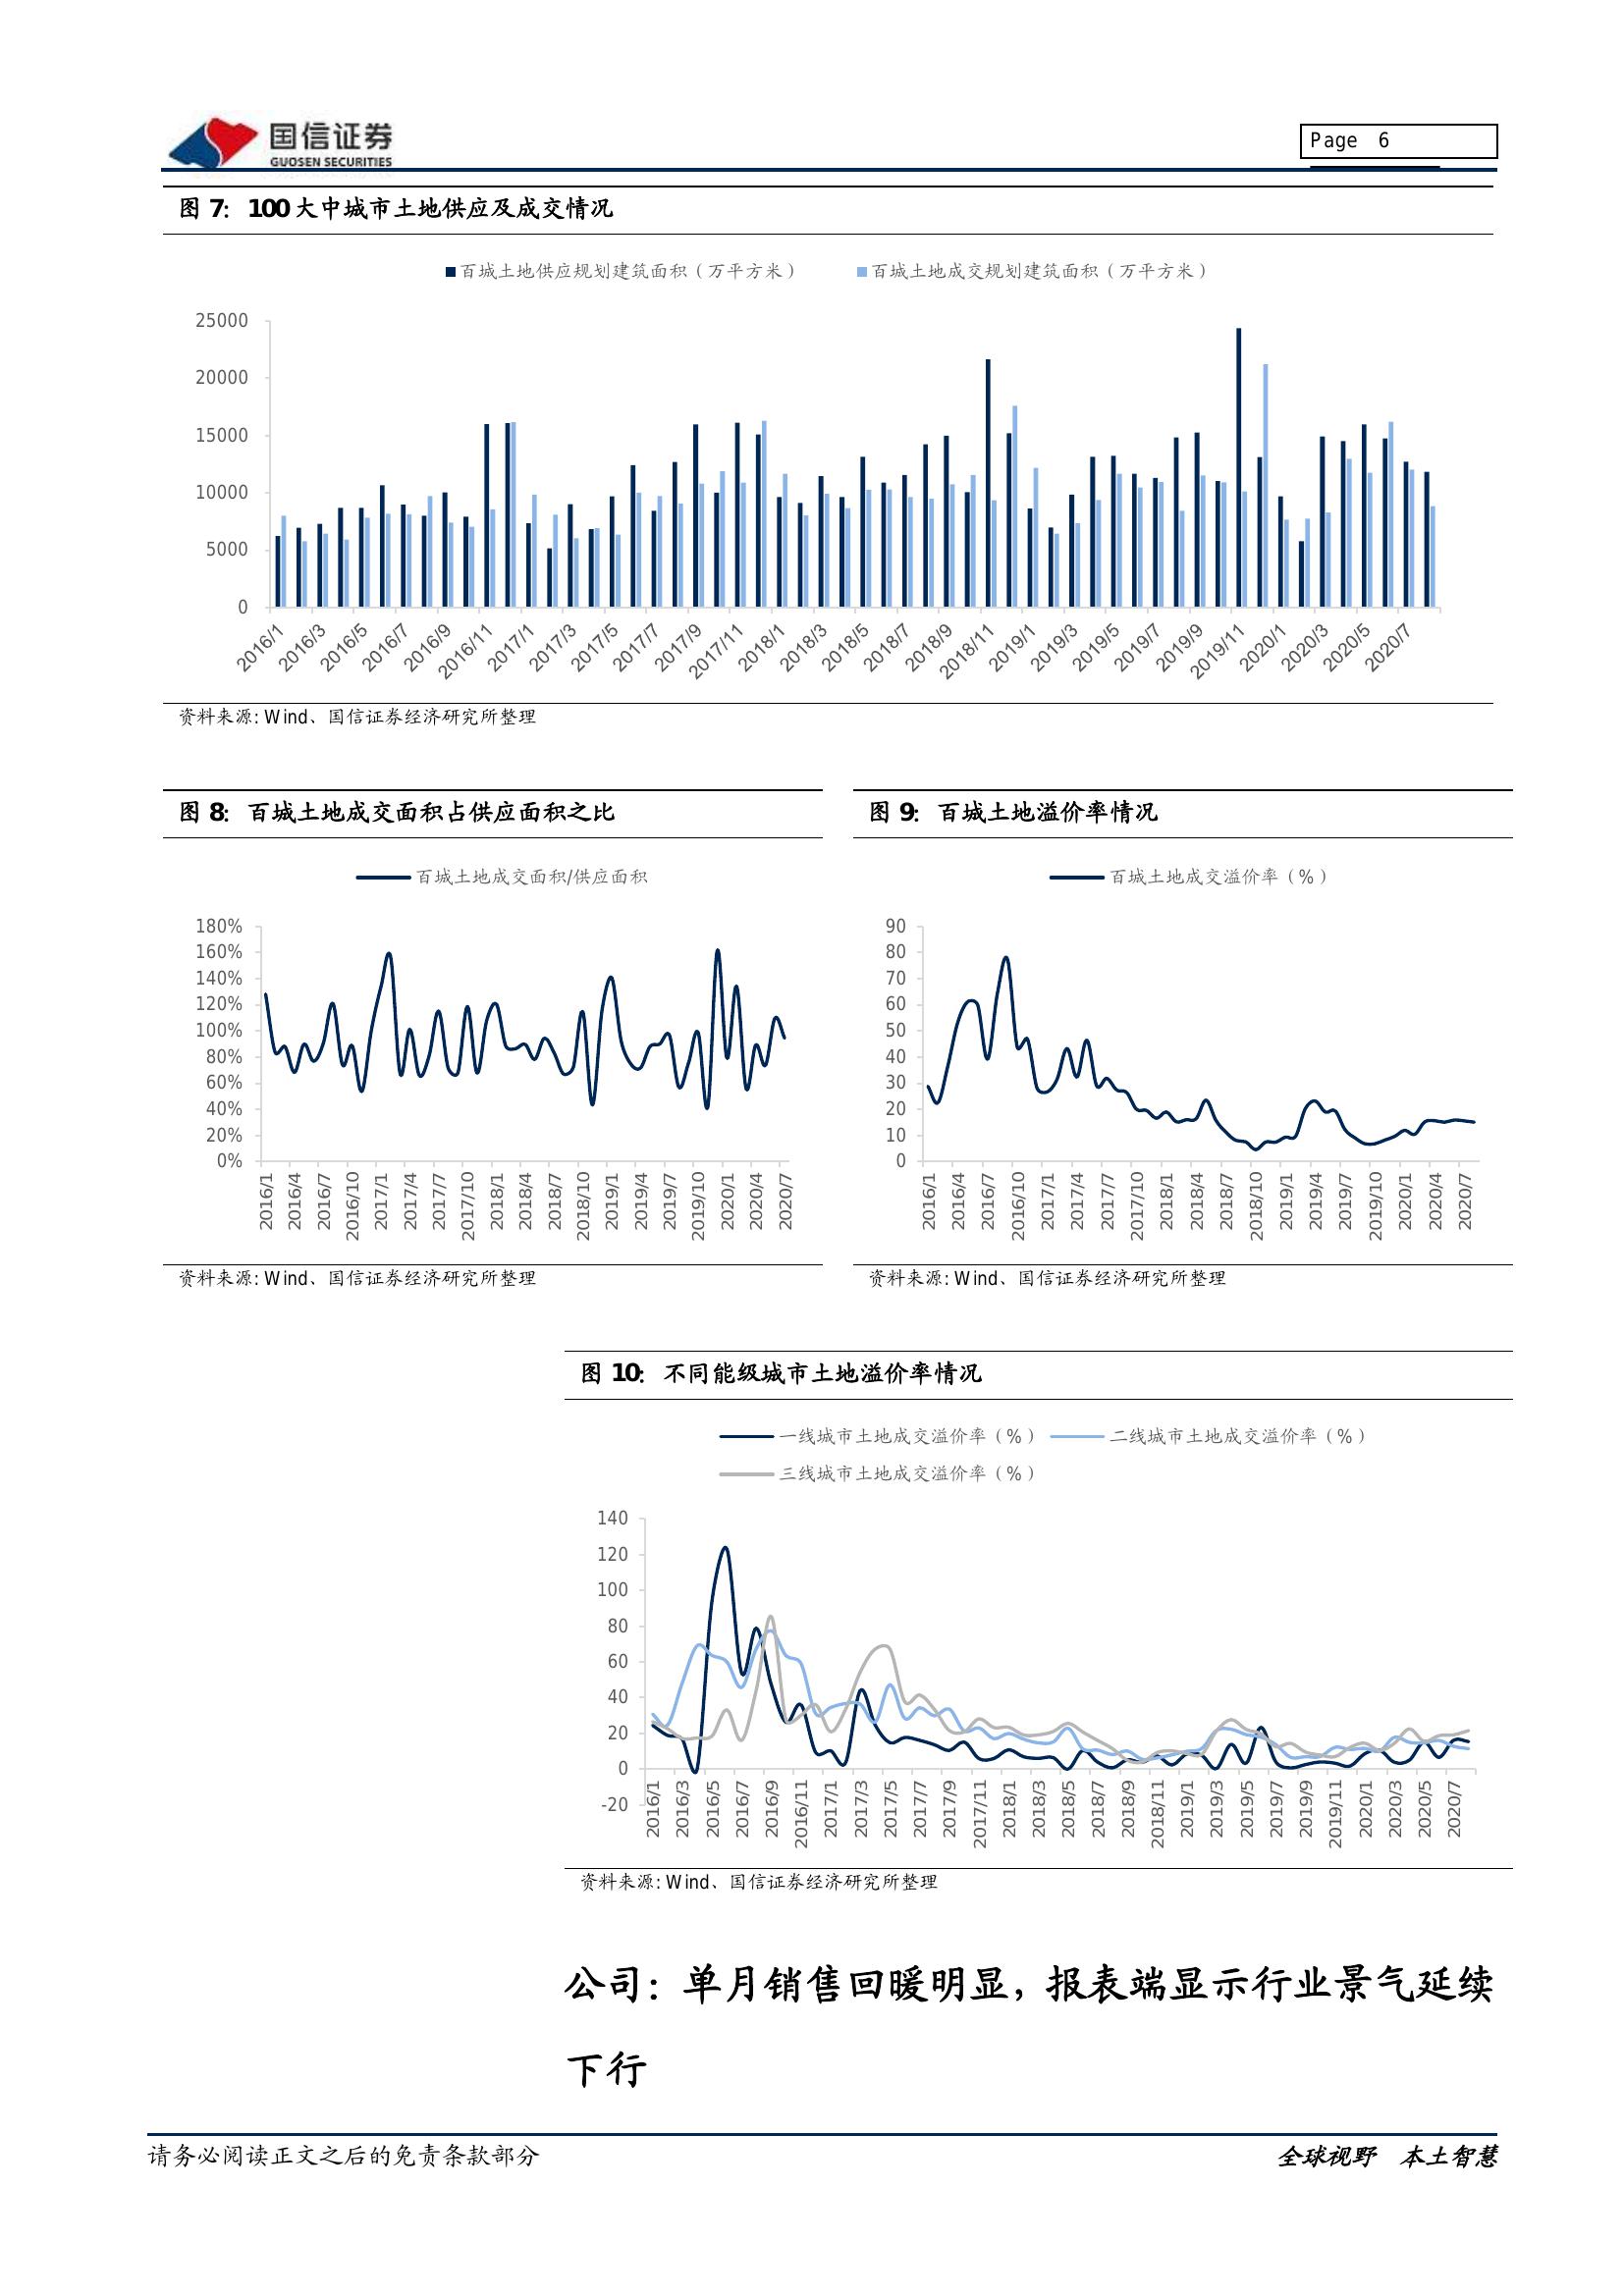 国信证券
GUOSEN SECURITIES
Page 6
图 7: 100大中城市土地供应及成交情况
百城土地供应规划建筑面积（万平方米） 百城土地成交规划建筑面积（万平方米）
25000
20000
15000
10000
5000
0
2016/1 2016/3 2016/5 2016/7 2016/9 2016/11 2017/1 2017/3 2017/5 2017/7 2017/9 2017/11 2018/1 2018/3 2018/5 2018/7 2018/9 2018/11 2019/1 2019/3 2019/5 2019/7 2019/9 2019/11 2020/1 2020/3 2020/5 2020/7
资料来源: Wind、国信证券经济研究所整理
图 8: 百城土地成交面积占供应面积之比
百城土地成交面积/供应面积
180%
160%
140%
120%
100%
80%
60%
40%
20%
0%
2016/1 2016/4 2016/7 2016/10 2017/1 2017/4 2017/7 2017/10 2018/1 2018/4 2018/7 2018/10 2019/1 2019/4 2019/7 2019/10 2020/1 2020/4 2020/7
资料来源: Wind、国信证券经济研究所整理
图 9: 百城土地溢价率情况
百城土地成交溢价率（%）
90
80
70
60
50
40
30
20
10
0
2016/1 2016/4 2016/7 2016/10 2017/1 2017/4 2017/7 2017/10 2018/1 2018/4 2018/7 2018/10 2019/1 2019/4 2019/7 2019/10 2020/1 2020/4 2020/7
资料来源: Wind、国信证券经济研究所整理
图 10: 不同能级城市土地溢价率情况
一线城市土地成交溢价率（%） 二线城市土地成交溢价率（%）
三线城市土地成交溢价率（%）
140
120
100
80
60
40
20
0
-20
2016/1 2016/3 2016/5 2016/7 2016/9 2016/11 2017/1 2017/3 2017/5 2017/7 2017/9 2017/11 2018/1 2018/3 2018/5 2018/7 2018/9 2018/11 2019/1 2019/3 2019/5 2019/7 2019/9 2019/11 2020/1 2020/3 2020/5 2020/7
资料来源: Wind、国信证券经济研究所整理
公司：单月销售回暖明显，报表端显示行业景气延续
下行
请务必阅读正文之后的免责条款部分 全球视野 本土智慧